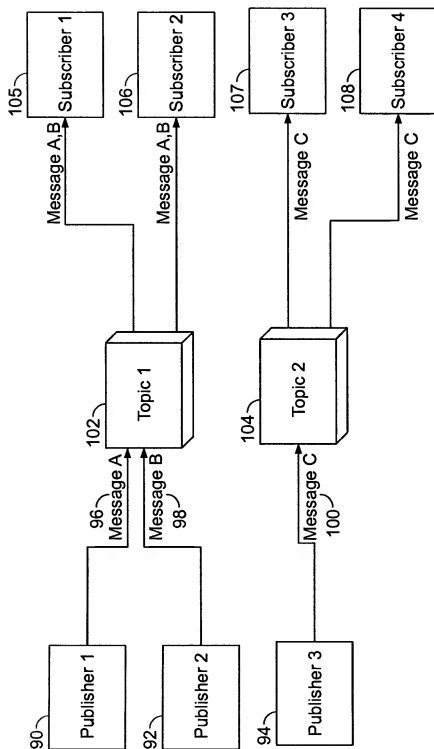 90
Publisher 1
92
Publisher 2
94
Publisher 3
96
Message A
Message B
98
Message C
100
102
Topic 1
104
Topic 2
Message A,B
Message A,B
Message C
Message C
105
Subscriber 1
106
Subscriber 2
107
Subscriber 3
108
Subscriber 4